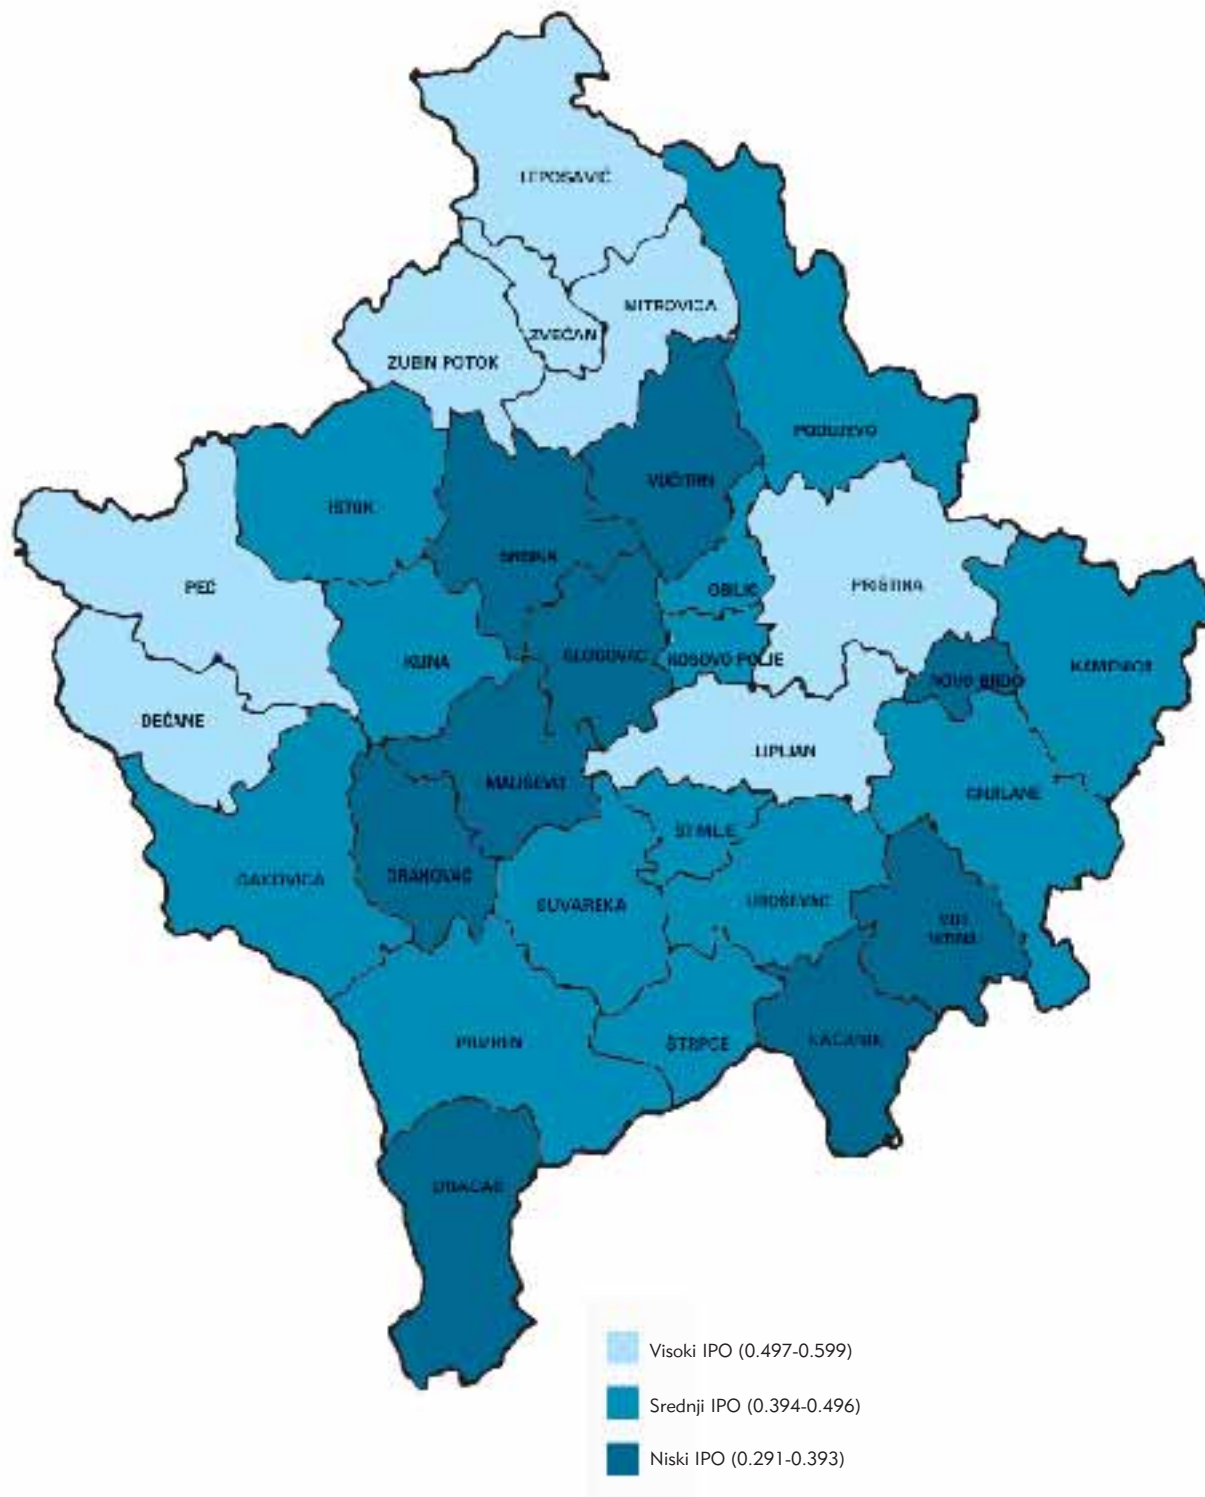 LEPOSAVIĆ
MITROVICA
ZVEČAN
ZUBIN POTOK
PODUJEVO
VUČITRN
ISTOK
SRBICA
PEĆ
OBILIĆ
PRIŠTINA
KLINA
GLOGOVAC
KOSOVO POLJE
KAMENICA
NOVO BRDO
DEČANE
LIPLJAN
MALIŠEVO
GNJILANE
ŠTIMLJE
ĐAKOVICA
ORAHOVAC
SUVAREKA
UROŠEVAC
PRIZREN
ŠTRPCE
KAČANIK
Visoki IPO (0.497-0.599)
Srednji IPO (0.394-0.496)
Niski IPO (0.291-0.393)